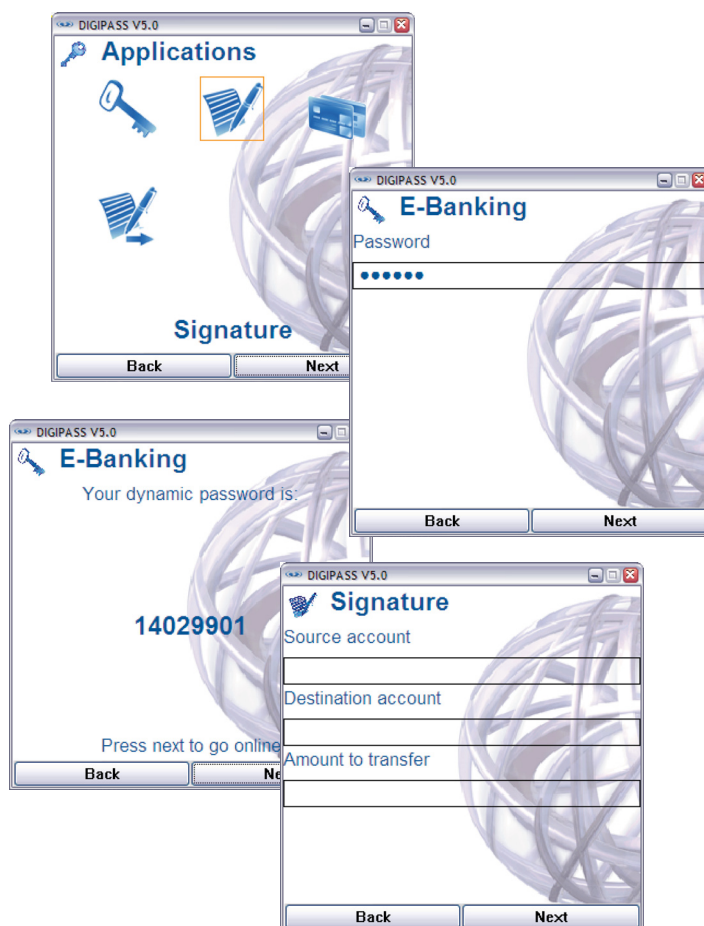 DIGIPASS V5.0
Applications
Signature
Back Next
DIGIPASS V5.0
E-Banking
Password
Back Next
DIGIPASS V5.0
E-Banking
Your dynamic password is:
14029901
Press next to go online
Back
DIGIPASS V5.0
Signature
Source account
Destination account
Amount to transfer
Back Next